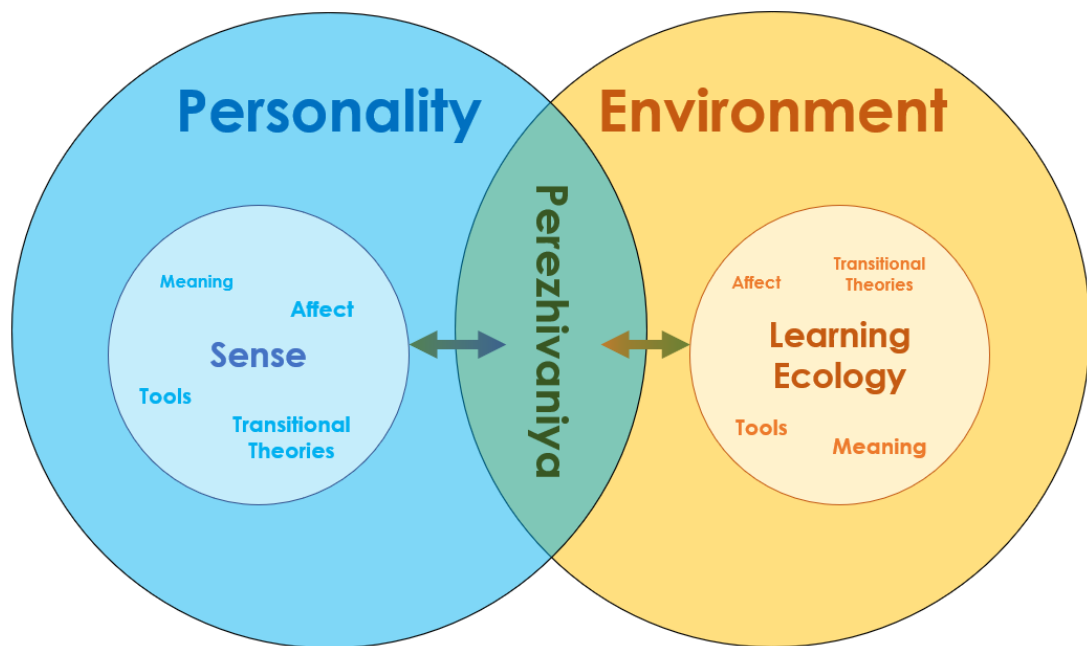 Personality
Environment
Perezhivaniya
Meaning
Affect
Sense
Tools
Transitional
Theories
Affect
Transitional
Theories
Learning
Ecology
Tools
Meaning